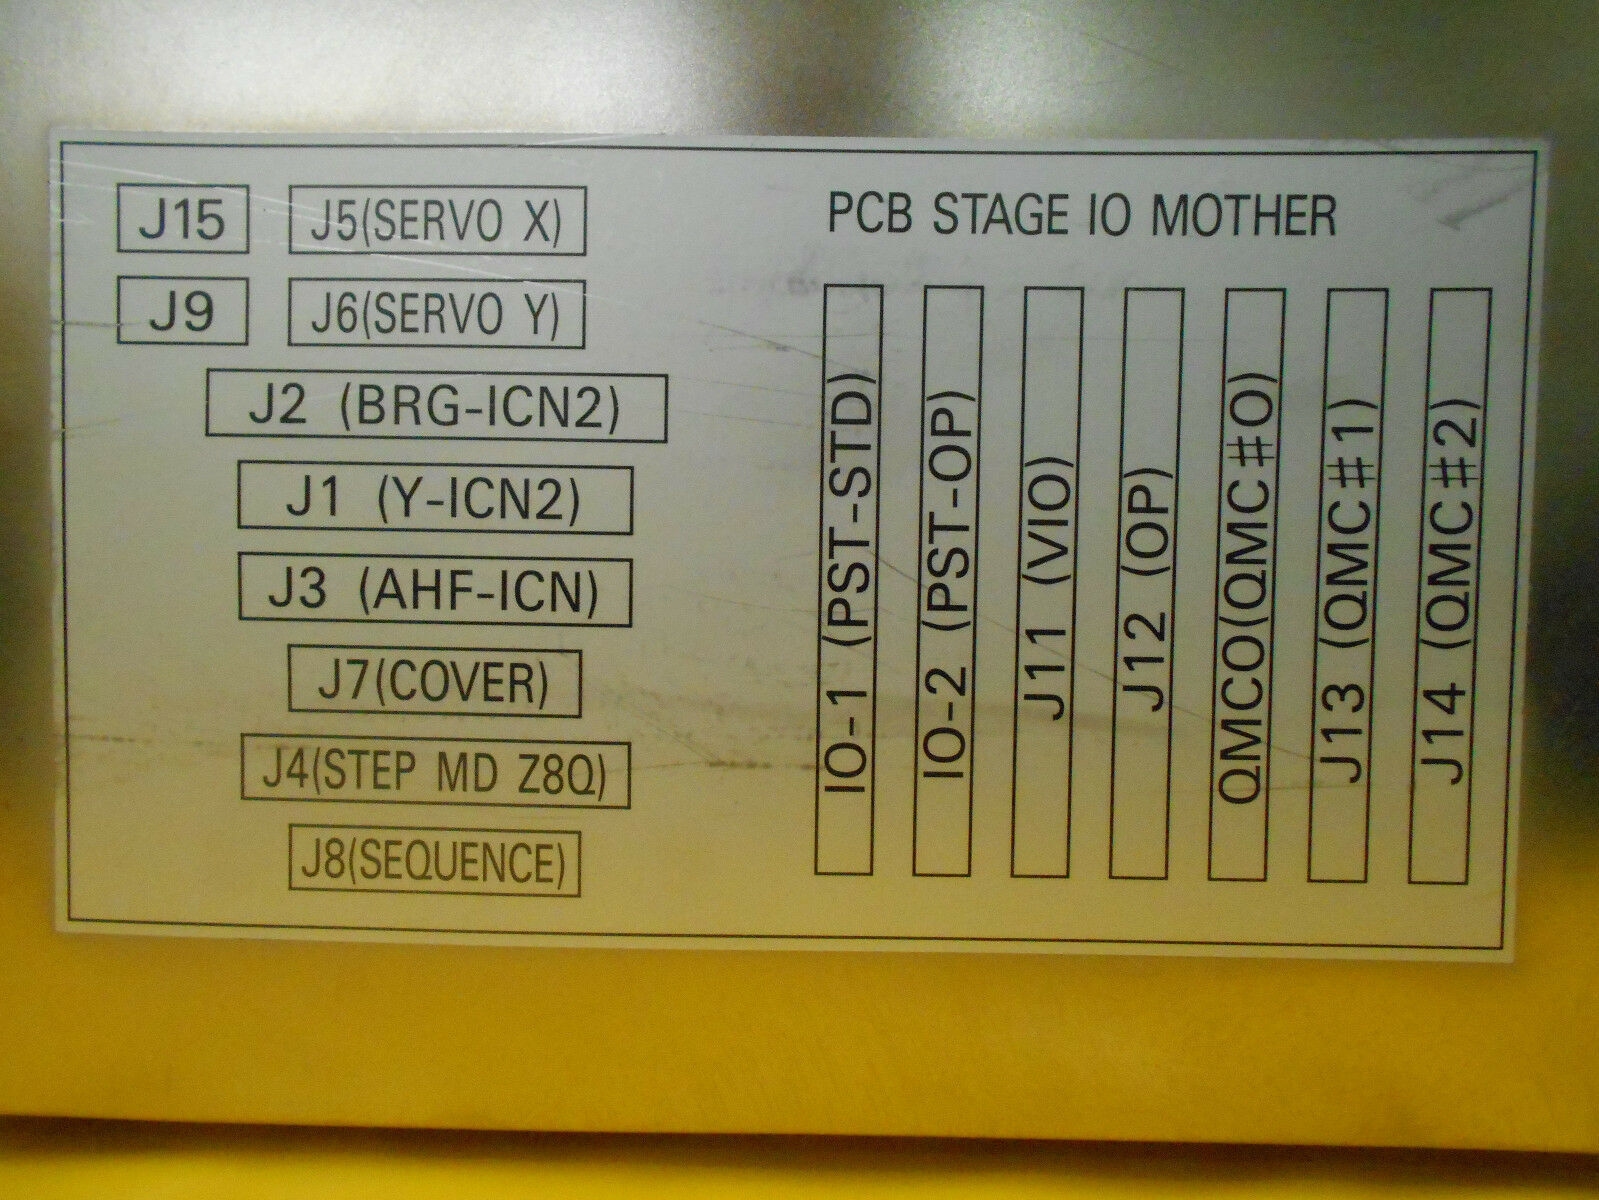 J15
J5(SERVO X)
J9
J6(SERVO Y)
J2 (BRG-ICN2)
J1 (Y-ICN2)
J3 (AHF-ICN)
J7(COVER)
J4(STEP MD Z8Q)
J8(SEQUENCE)
PCB STAGE IO MOTHER
IO-1 (PST-STD)
IO-2 (PST-OP)
J11 (VIO)
J12 (OP)
QMCO(QMC#O)
J13 (QMC#1)
J14 (QMC#2)